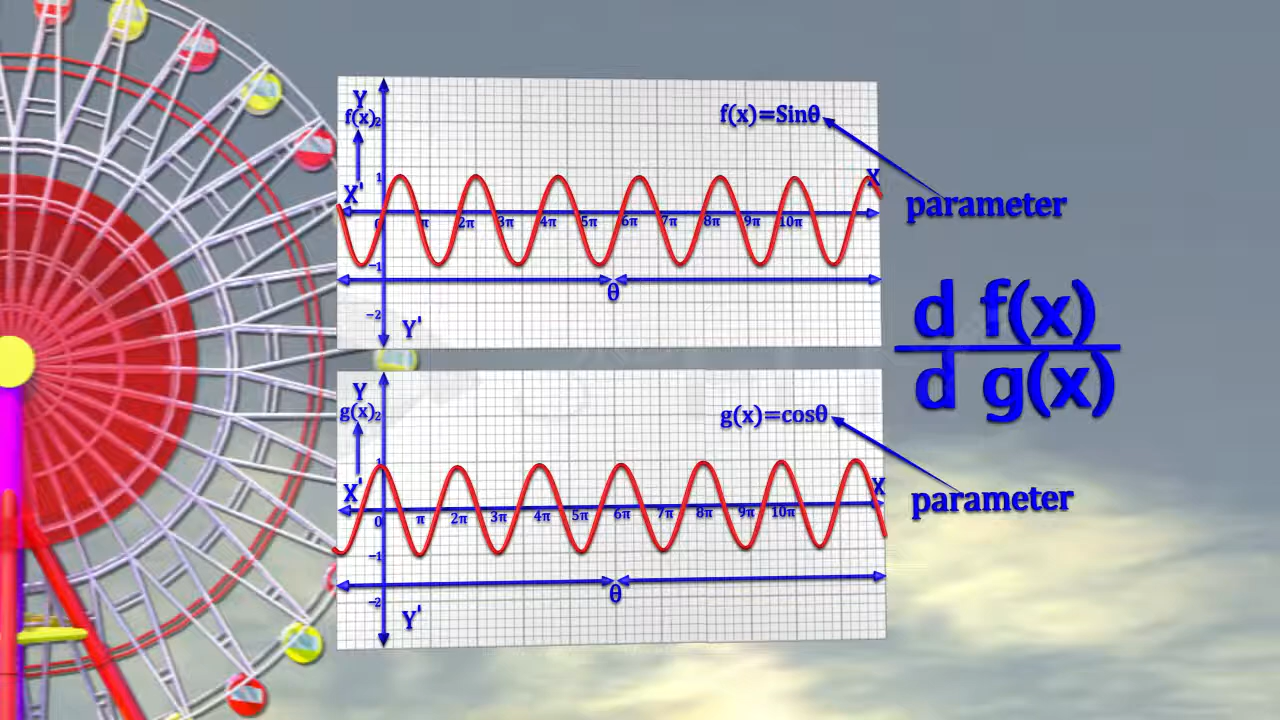 Y
f(x) 2
f(x)=Sinθ
1
X'
X
parameter
0 π 2π 3π 4π 5π 6π 7π 8π 9π 10π
−1
θ
−2
Y'
d f(x)
d g(x)
Y
g(x) 2
g(x)=cosθ
1
X'
X
parameter
0 π 2π 3π 4π 5π 6π 7π 8π 9π 10π
−1
θ
−2
Y'